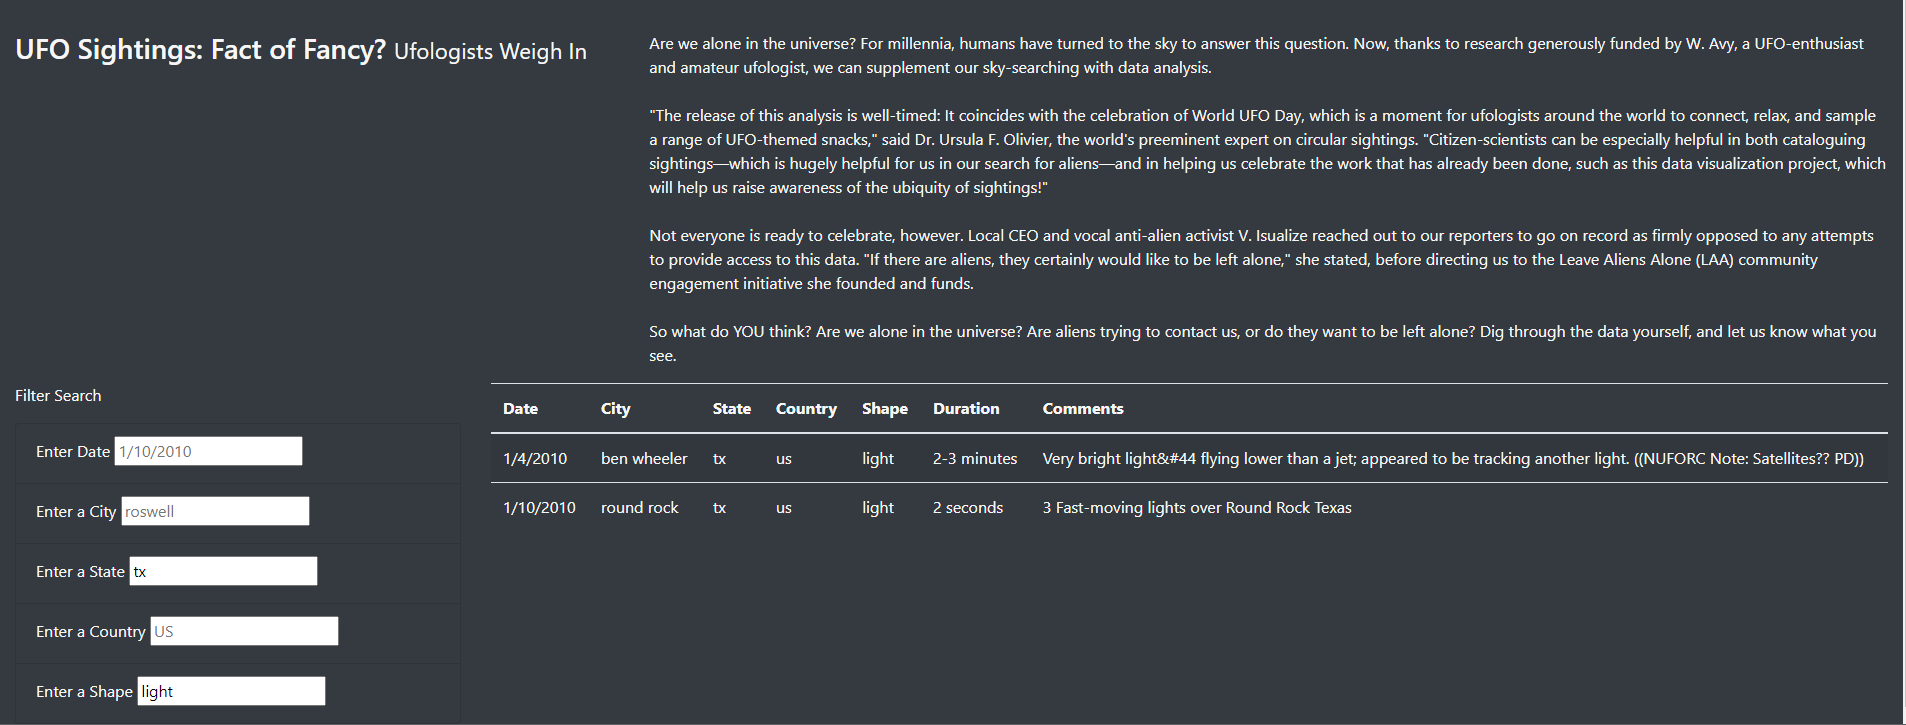 UFO Sightings: Fact of Fancy? Ufologists Weigh In
Are we alone in the universe? For millennia, humans have turned to the sky to answer this question. Now, thanks to research generously funded by W. Avy, a UFO-enthusiast
and amateur ufologist, we can supplement our sky-searching with data analysis.
"The release of this analysis is well-timed: It coincides with the celebration of World UFO Day, which is a moment for ufologists around the world to connect, relax, and sample
a range of UFO-themed snacks," said Dr. Ursula F. Olivier, the world's preeminent expert on circular sightings. "Citizen-scientists can be especially helpful in both cataloguing
sightings—which is hugely helpful for us in our search for aliens—and in helping us celebrate the work that has already been done, such as this data visualization project, which
will help us raise awareness of the ubiquity of sightings!"
Not everyone is ready to celebrate, however. Local CEO and vocal anti-alien activist V. Isualize reached out to our reporters to go on record as firmly opposed to any attempts
to provide access to this data. "If there are aliens, they certainly would like to be left alone," she stated, before directing us to the Leave Aliens Alone (LAA) community
engagement initiative she founded and funds.
So what do YOU think? Are we alone in the universe? Are aliens trying to contact us, or do they want to be left alone? Dig through the data yourself, and let us know what you
see.
Filter Search
Enter Date 1/10/2010
Enter a City roswell
Enter a State tx
Enter a Country US
Enter a Shape light
Date City State Country Shape Duration Comments
1/4/2010 ben wheeler tx us light 2-3 minutes Very bright light&#44 flying lower than a jet; appeared to be tracking another light. ((NUFORC Note: Satellites?? PD))
1/10/2010 round rock tx us light 2 seconds 3 Fast-moving lights over Round Rock Texas